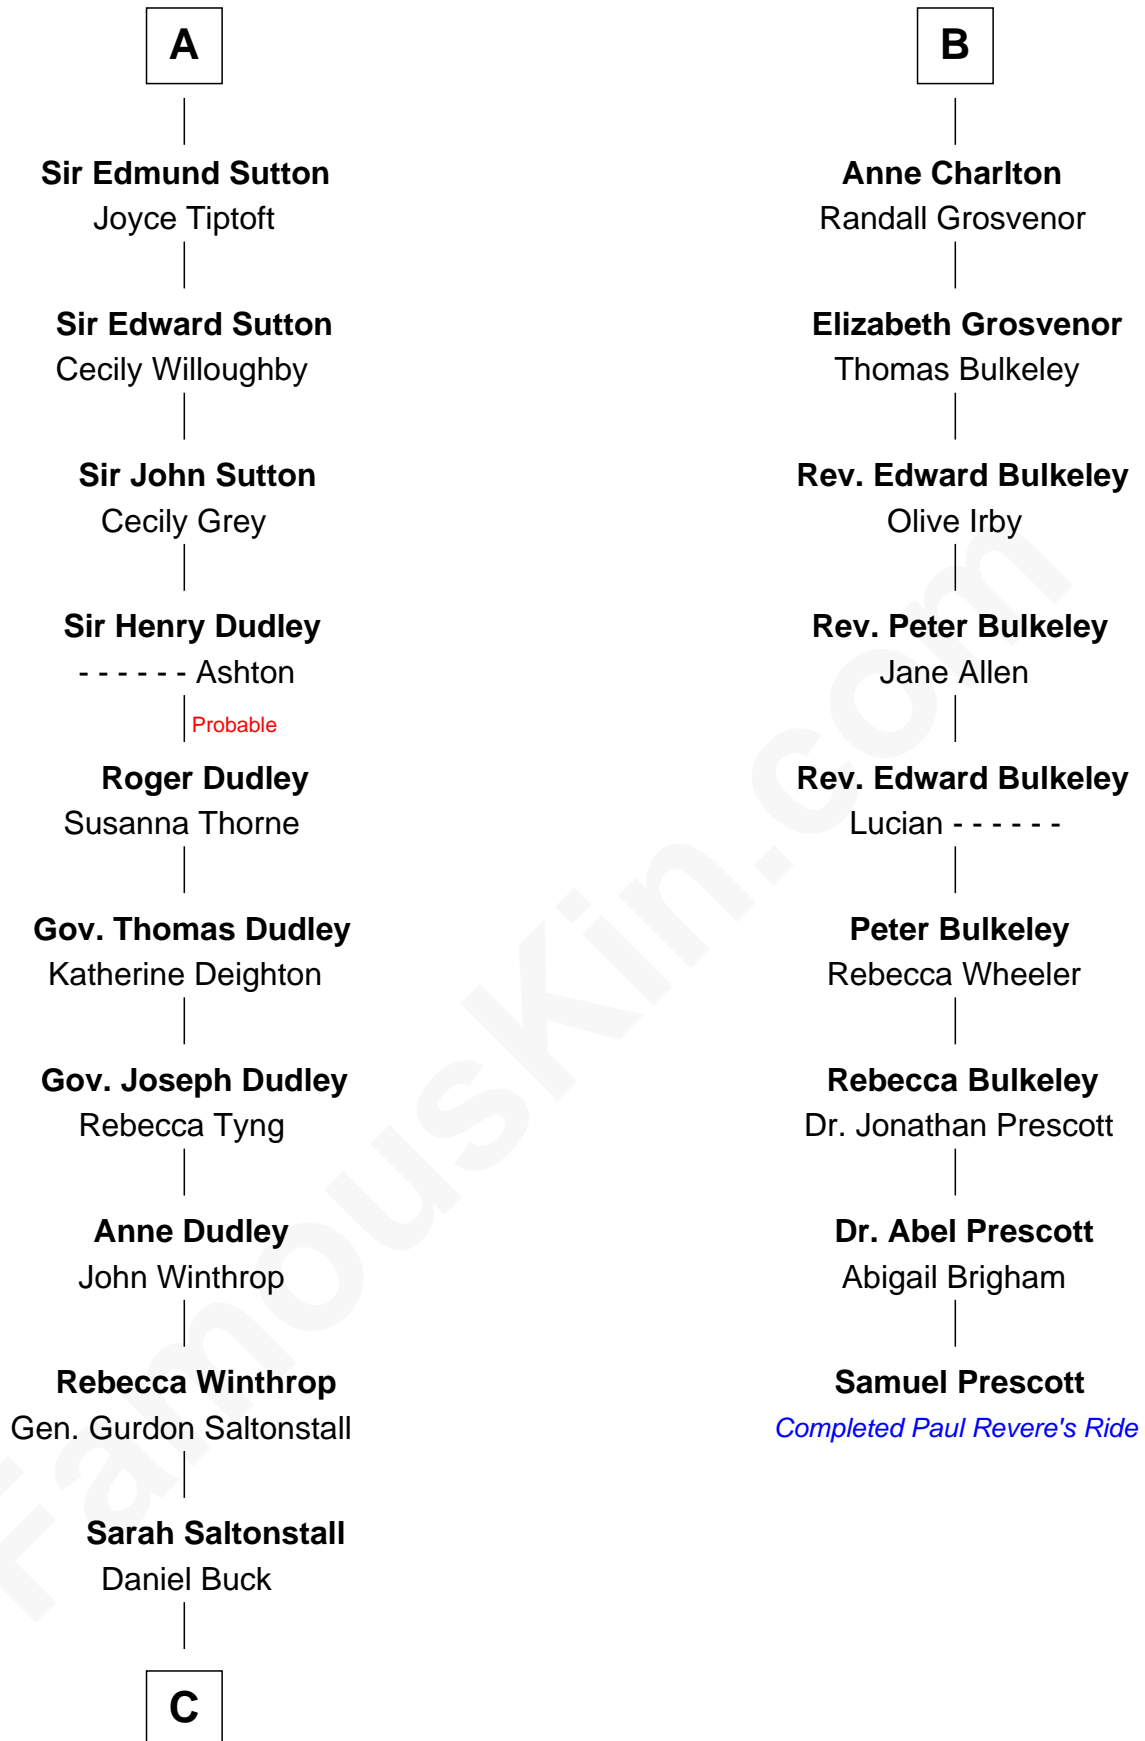 A
Sir Edmund Sutton
Joyce Tiptoft
Sir Edward Sutton
Cecily Willoughby
Sir John Sutton
Cecily Grey
Sir Henry Dudley
- - - - - - Ashton
Probable
Roger Dudley
Susanna Thorne
Gov. Thomas Dudley
Katherine Deighton
Gov. Joseph Dudley
Rebecca Tyng
Anne Dudley
John Winthrop
Rebecca Winthrop
Gen. Gurdon Saltonstall
Sarah Saltonstall
Daniel Buck
C
B
Anne Charlton
Randall Grosvenor
Elizabeth Grosvenor
Thomas Bulkeley
Rev. Edward Bulkeley
Olive Irby
Rev. Peter Bulkeley
Jane Allen
Rev. Edward Bulkeley
Lucian - - - - - -
Peter Bulkeley
Rebecca Wheeler
Rebecca Bulkeley
Dr. Jonathan Prescott
Dr. Abel Prescott
Abigail Brigham
Samuel Prescott
Completed Paul Revere's Ride
FamousKin.com